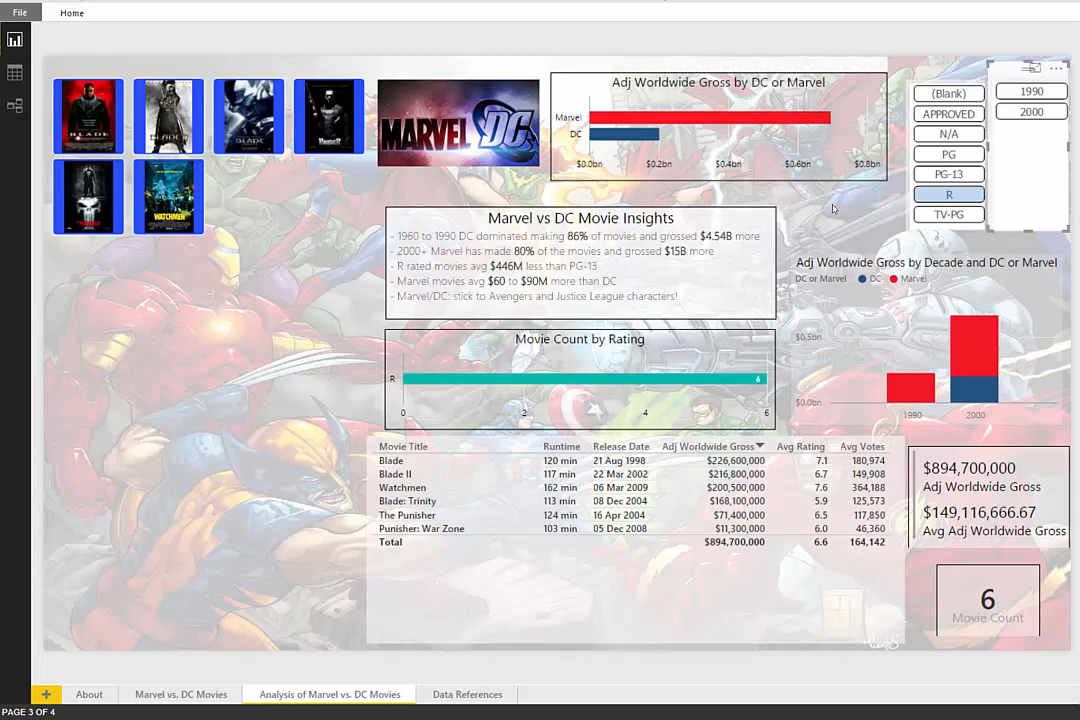 File Home
BLADE
BLADE
THE PUNISHER
WATCHMEN
MARVEL DC
Adj Worldwide Gross by DC or Marvel
Marvel
DC
$0.0bn $0.2bn $0.4bn $0.6bn $0.8bn
(Blank)
APPROVED
N/A
PG
PG-13
R
TV-PG
1990
2000
Marvel vs DC Movie Insights
- 1960 to 1990 DC dominated making 86% of movies and grossed $4.54B more
- 2000+ Marvel has made 80% of the movies and grossed $15B more
- R rated movies avg $446M less than PG-13
- Marvel movies avg $60 to $90M more than DC
- Marvel/DC: stick to Avengers and Justice League characters!
Adj Worldwide Gross by Decade and DC or Marvel
DC or Marvel DC Marvel
$0.5bn
$0.0bn
1990 2000
Movie Count by Rating
R 6
0 2 4 6
Movie Title Runtime Release Date Adj Worldwide Gross Avg Rating Avg Votes
Blade 120 min 21 Aug 1998 $226,600,000 7.1 180,974
Blade II 117 min 22 Mar 2002 $216,800,000 6.7 149,908
Watchmen 162 min 06 Mar 2009 $200,500,000 7.6 364,188
Blade: Trinity 113 min 08 Dec 2004 $168,100,000 5.9 125,573
The Punisher 124 min 16 Apr 2004 $71,400,000 6.5 117,850
Punisher: War Zone 103 min 05 Dec 2008 $11,300,000 6.0 46,360
Total $894,700,000 6.6 164,142
$894,700,000
Adj Worldwide Gross
$149,116,666.67
Avg Adj Worldwide Gross
6
Movie Count
About Marvel vs. DC Movies Analysis of Marvel vs. DC Movies Data References
PAGE 3 OF 4